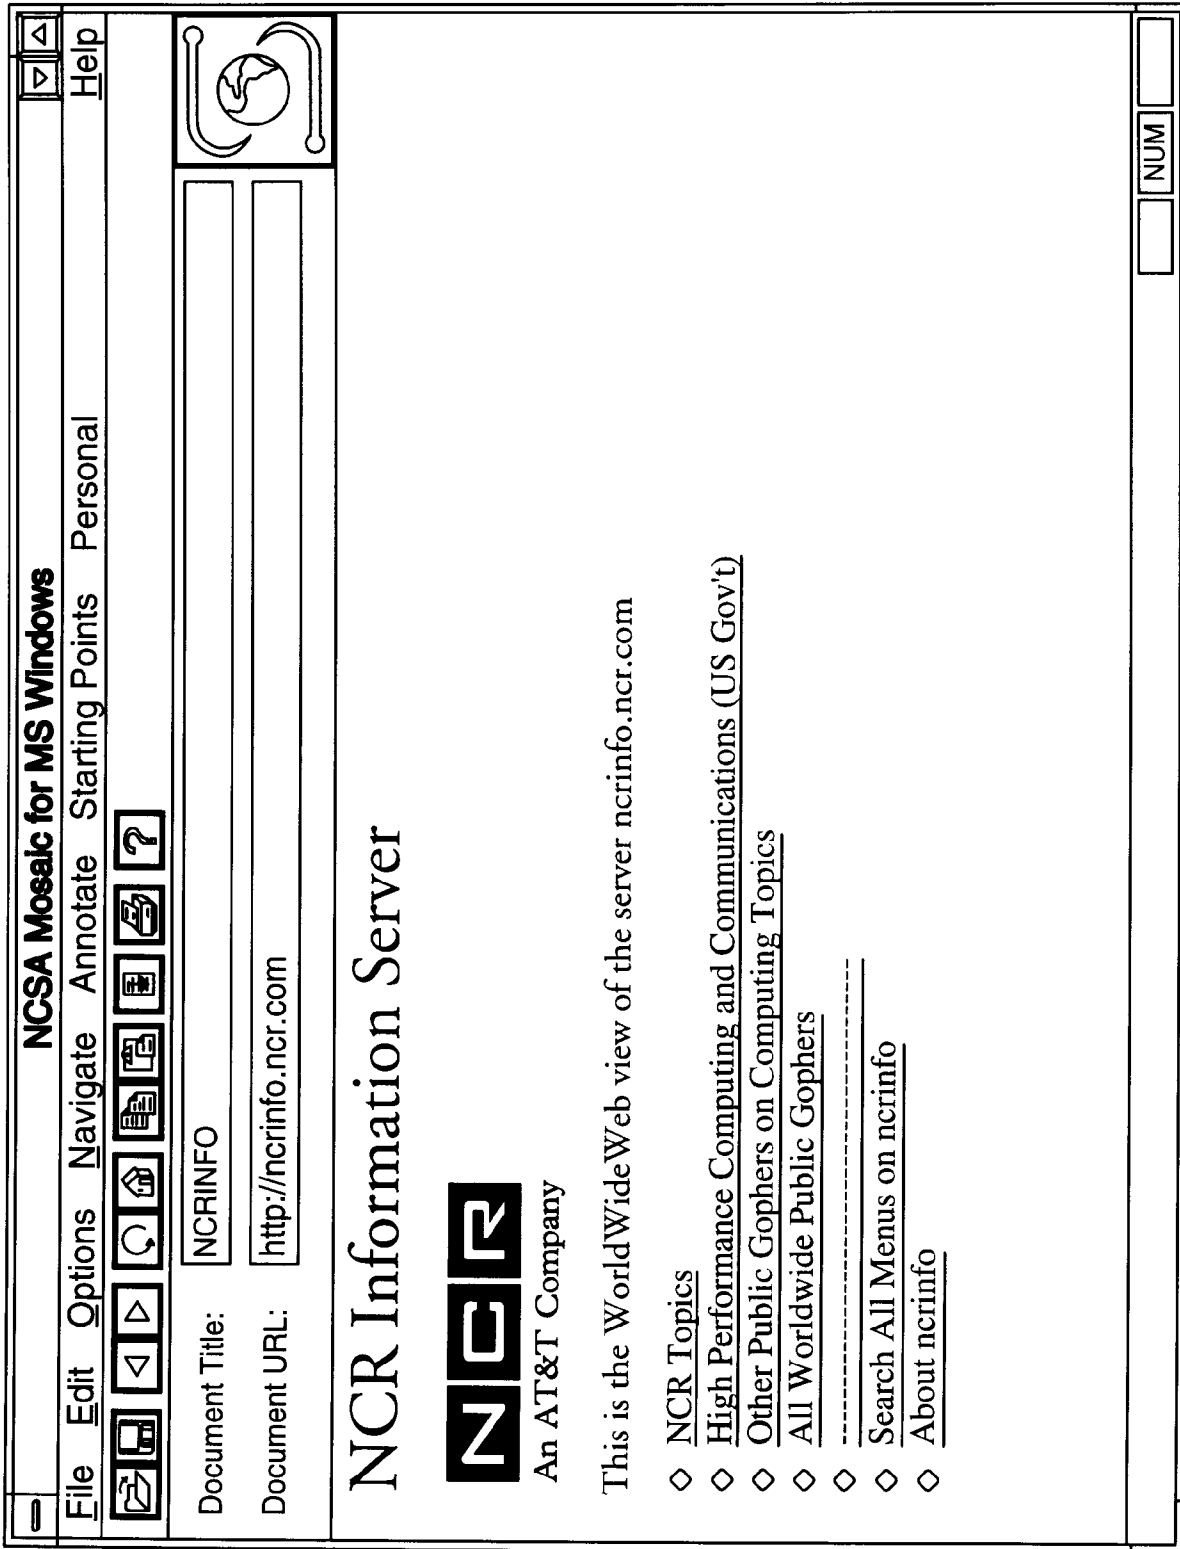 NCSA Mosaic for MS Windows
File Edit Options Navigate Annotate Starting Points Personal Help
?
Document Title: NCRINFO
Document URL: http://ncrinfo.ncr.com
NCR Information Server
NCR
An AT&T Company
This is the WorldWideWeb view of the server ncrinfo.ncr.com
◇ NCR Topics
◇ High Performance Computing and Communications (US Gov't)
◇ Other Public Gophers on Computing Topics
◇ All Worldwide Public Gophers
◇ ------------------------------
◇ Search All Menus on ncrinfo
◇ About ncrinfo
NUM